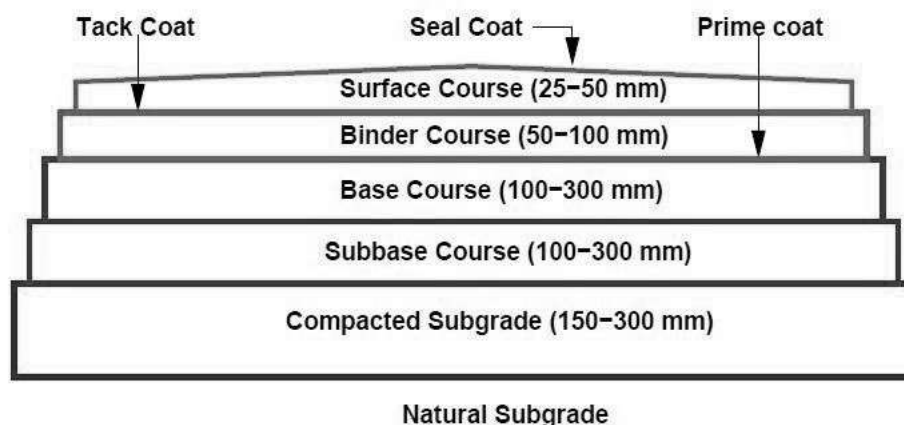 Tack Coat Seal Coat Prime coat
Surface Course (25−50 mm)
Binder Course (50−100 mm)
Base Course (100−300 mm)
Subbase Course (100−300 mm)
Compacted Subgrade (150−300 mm)
Natural Subgrade